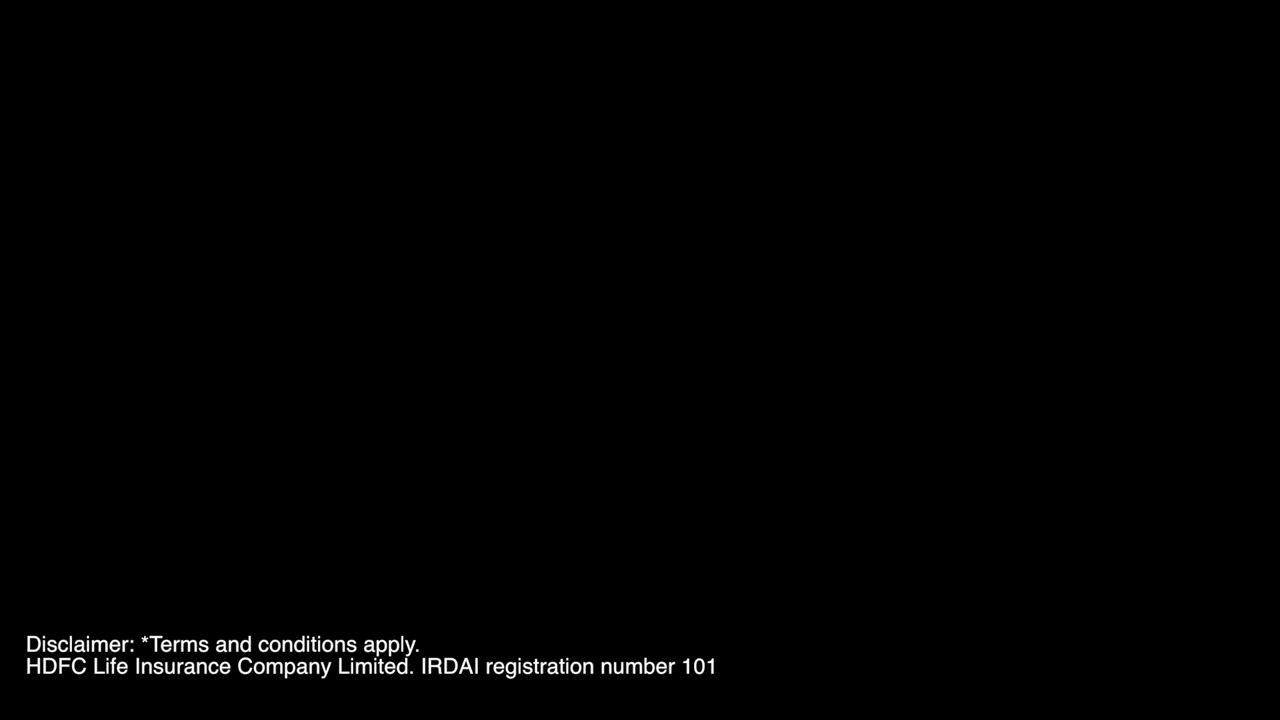 Disclaimer: *Terms and conditions apply.
HDFC Life Insurance Company Limited. IRDAI registration number 101